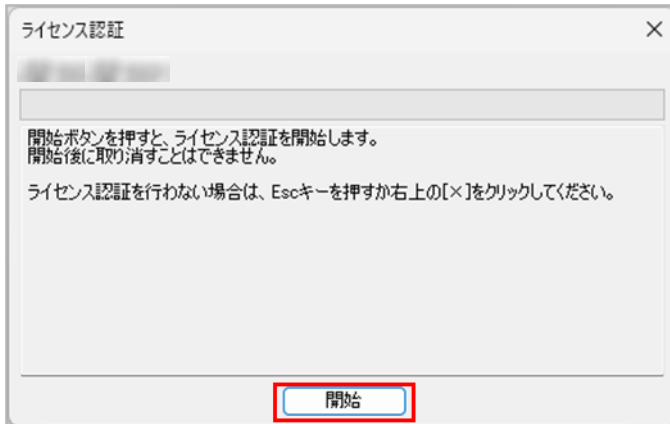 ライセンス認証
開始ボタンを押すと、ライセンス認証を開始します。
開始後に取り消すことはできません。
ライセンス認証を行わない場合は、Escキーを押すか右上の[×]をクリックしてください。
開始